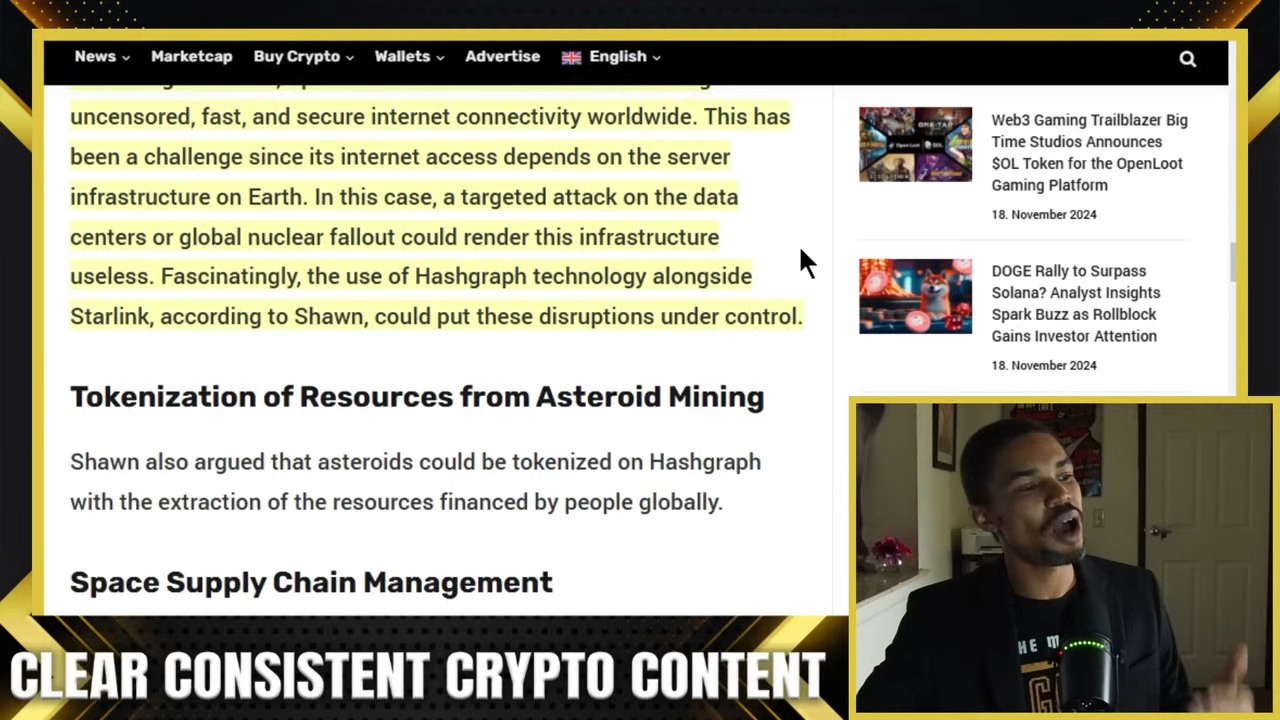 News
Marketcap
Buy Crypto
Wallets
Advertise
English
uncensored, fast, and secure internet connectivity worldwide. This has
been a challenge since its internet access depends on the server
infrastructure on Earth. In this case, a targeted attack on the data
centers or global nuclear fallout could render this infrastructure
useless. Fascinatingly, the use of Hashgraph technology alongside
Starlink, according to Shawn, could put these disruptions under control.
Tokenization of Resources from Asteroid Mining
Shawn also argued that asteroids could be tokenized on Hashgraph
with the extraction of the resources financed by people globally.
Space Supply Chain Management
Web3 Gaming Trailblazer Big
Time Studios Announces
$OL Token for the OpenLoot
Gaming Platform
18. November 2024
DOGE Rally to Surpass
Solana? Analyst Insights
Spark Buzz as Rollblock
Gains Investor Attention
18. November 2024
CLEAR CONSISTENT CRYPTO CONTENT